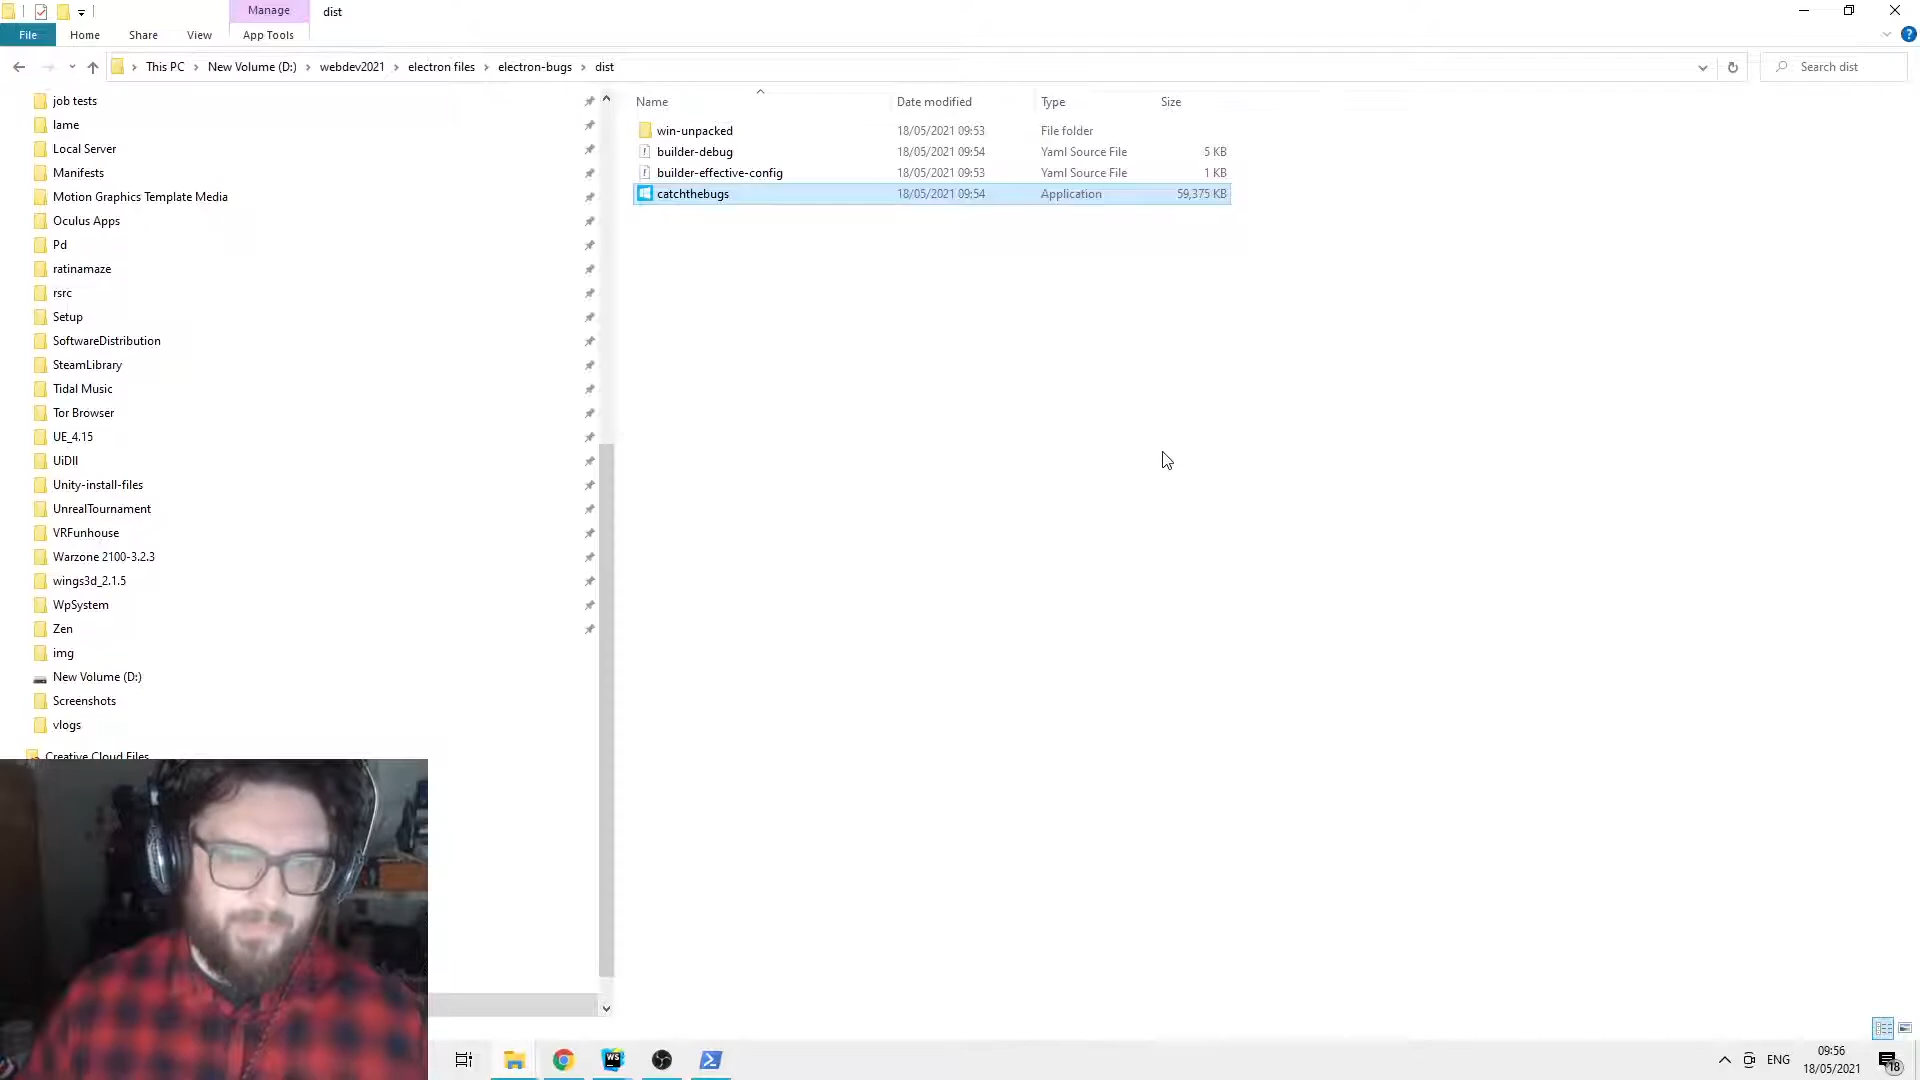 Manage
dist
File
Home
Share
View
App Tools
This PC
New Volume (D:)
webdev2021
electron files
electron-bugs
dist
Search dist
job tests
lame
Local Server
Manifests
Motion Graphics Template Media
Oculus Apps
Pd
ratinamaze
rsrc
Setup
SoftwareDistribution
SteamLibrary
Tidal Music
Tor Browser
UE_4.15
UiDll
Unity-install-files
UnrealTournament
VRFunhouse
Warzone 2100-3.2.3
wings3d_2.1.5
WpSystem
Zen
img
New Volume (D:)
Screenshots
vlogs
Creative Cloud Files
Name Date modified Type Size
win-unpacked 18/05/2021 09:53 File folder
builder-debug 18/05/2021 09:54 Yaml Source File 5 KB
builder-effective-config 18/05/2021 09:53 Yaml Source File 1 KB
catchthebugs 18/05/2021 09:54 Application 59,375 KB
WS
ENG
09:56
18/05/2021
18